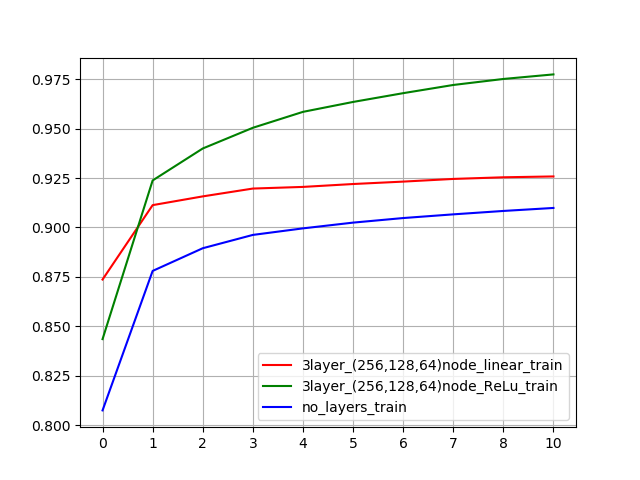 0.975
0.950
0.925
0.900
0.875
0.850
0.825
0.800
3layer_(256,128,64)node_linear_train
3layer_(256,128,64)node_ReLu_train
no_layers_train
0 1 2 3 4 5 6 7 8 10